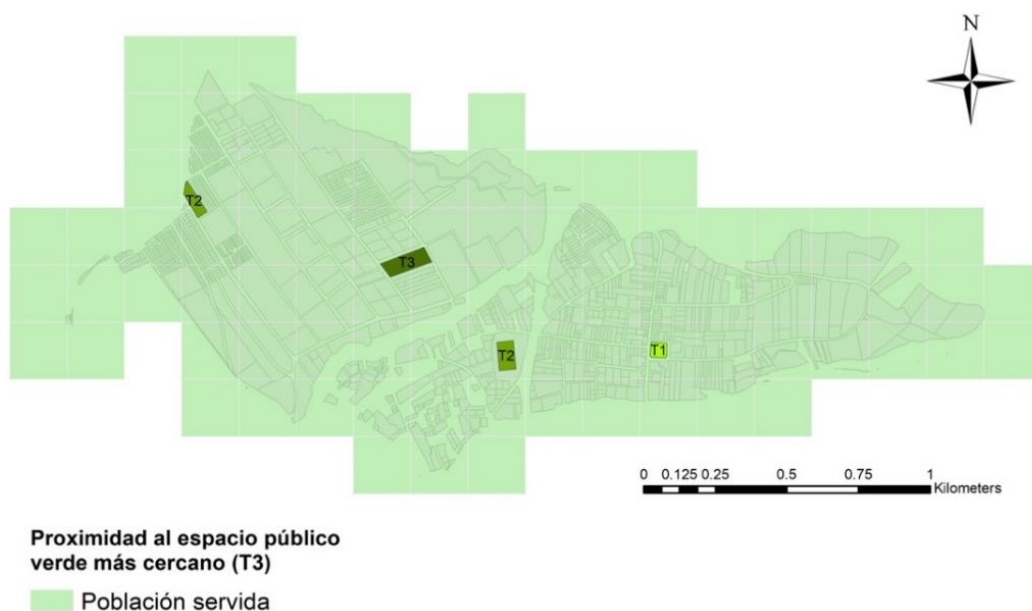 N
T2
T3
T2
T1
0 0.125 0.25 0.5 0.75 1
Kilometers
Proximidad al espacio público
verde más cercano (T3)
Población servida